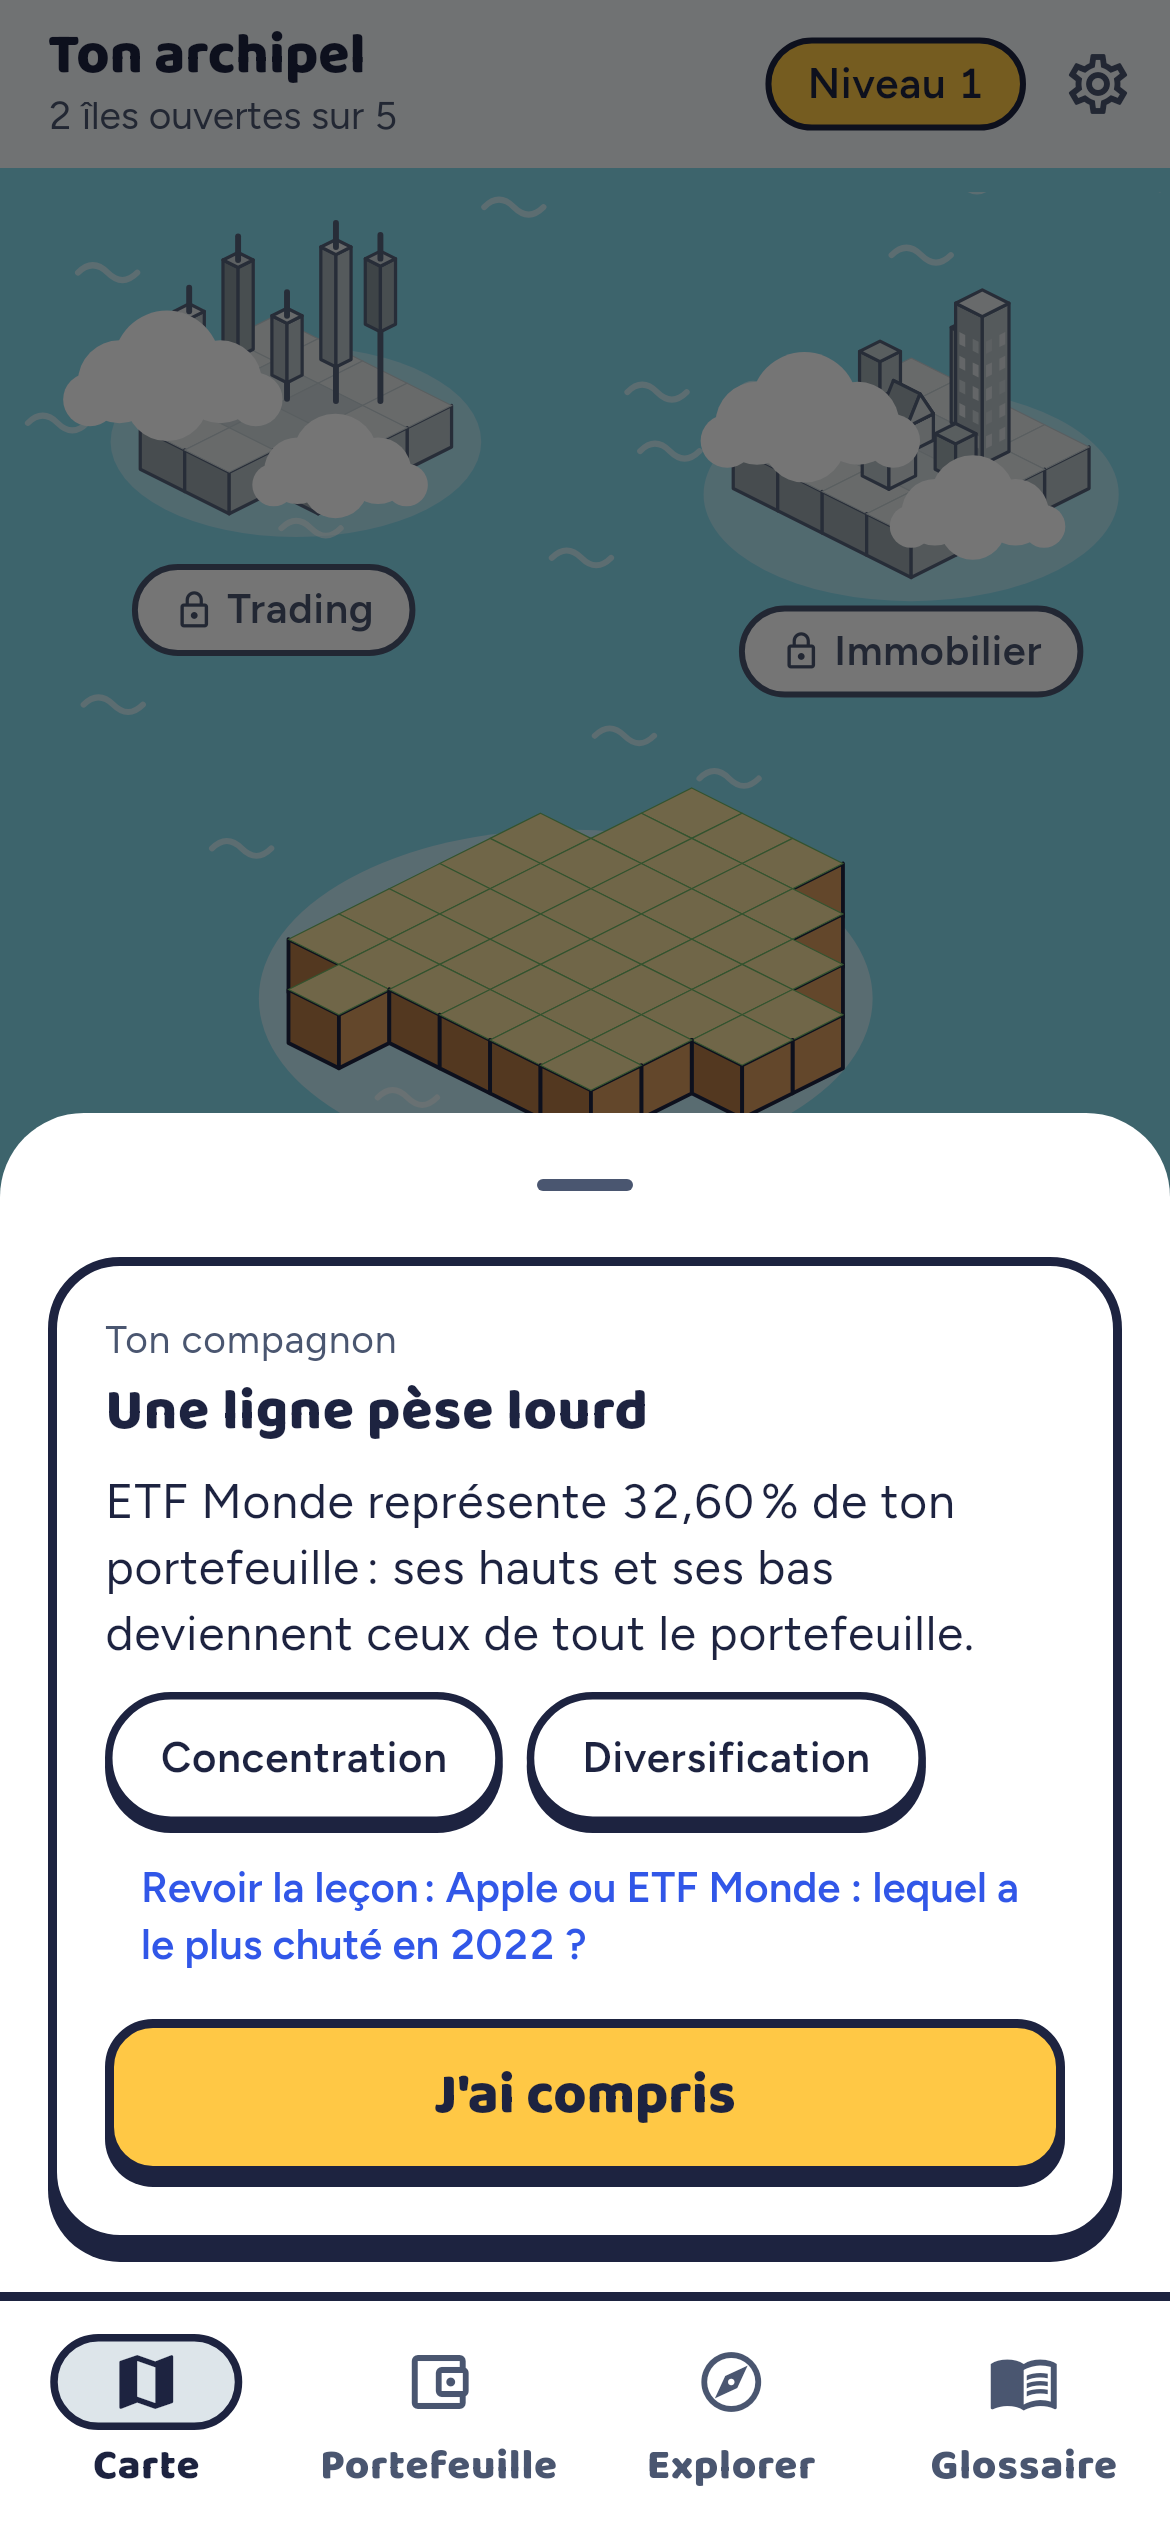 Ton archipel
2 îles ouvertes sur 5
Niveau 1
Trading
Immobilier
Ton compagnon
Une ligne pèse lourd
ETF Monde représente 32,60 % de ton
portefeuille : ses hauts et ses bas
deviennent ceux de tout le portefeuille.
Concentration
Diversification
Revoir la leçon : Apple ou ETF Monde : lequel a
le plus chuté en 2022 ?
J'ai compris
Carte
Portefeuille
Explorer
Glossaire